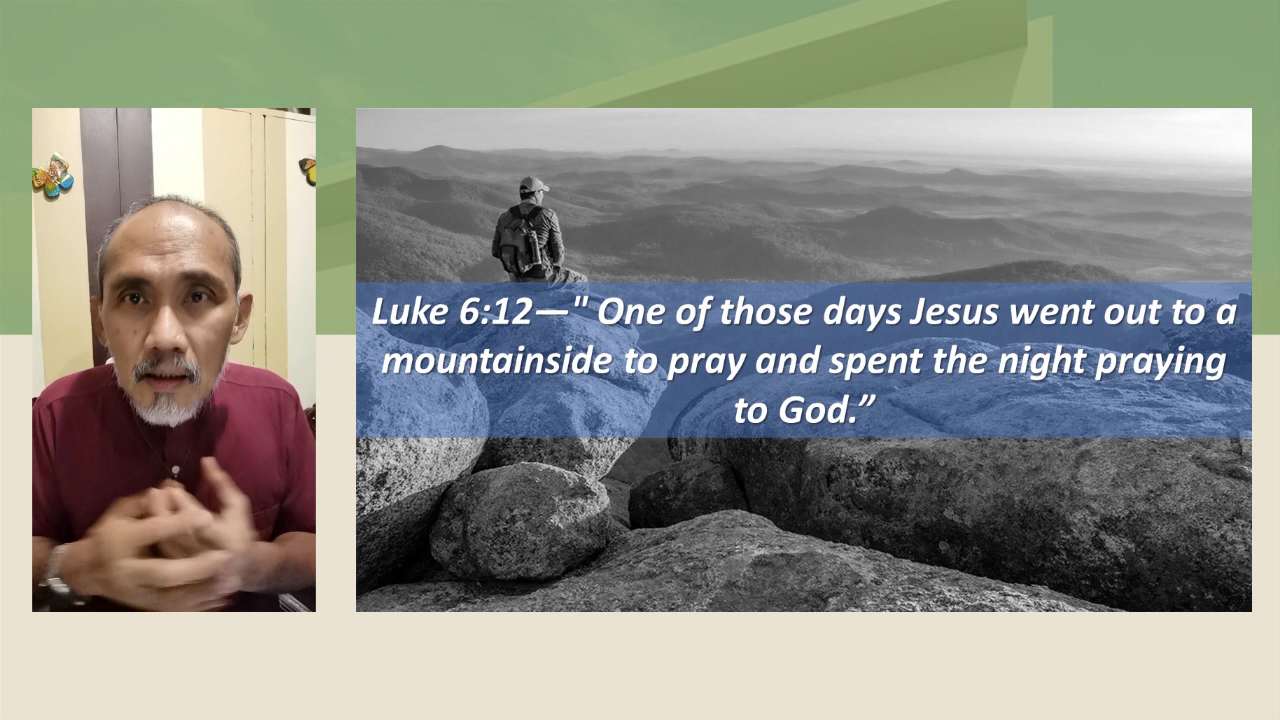 Luke 6:12—" One of those days Jesus went out to a
mountainside to pray and spent the night praying
to God.”